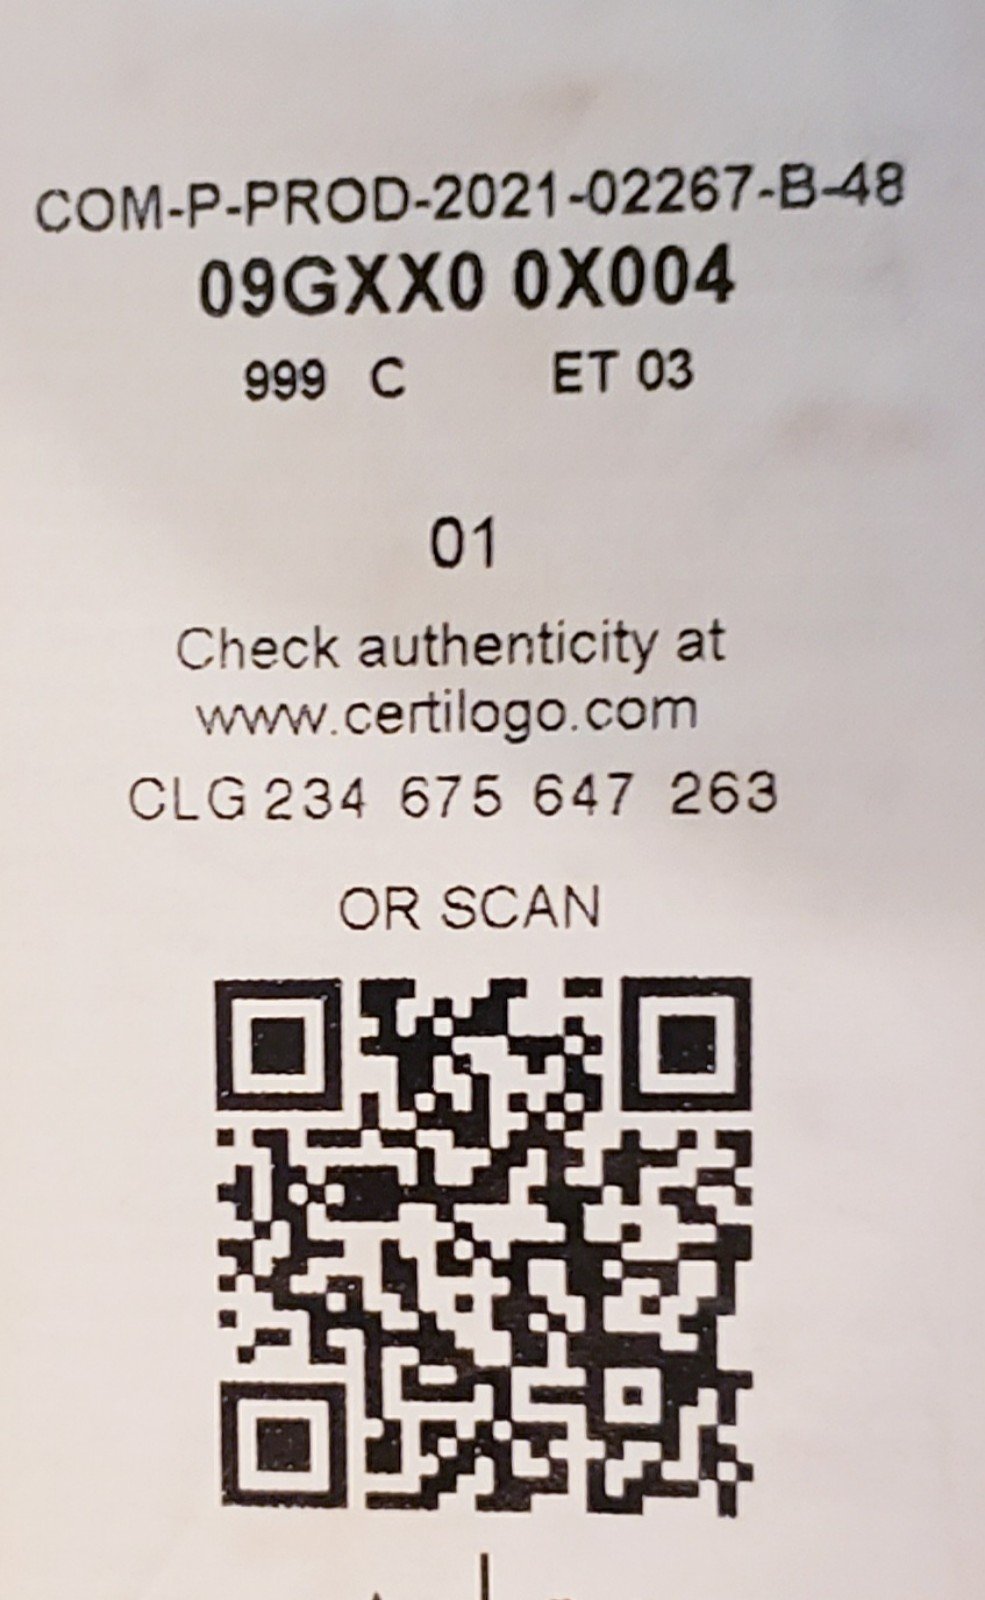 COM-P-PROD-2021-02267-B-48
09GXX0 0X004
999 C ET 03
01
Check authenticity at
www.certilogo.com
CLG 234 675 647 263
OR SCAN